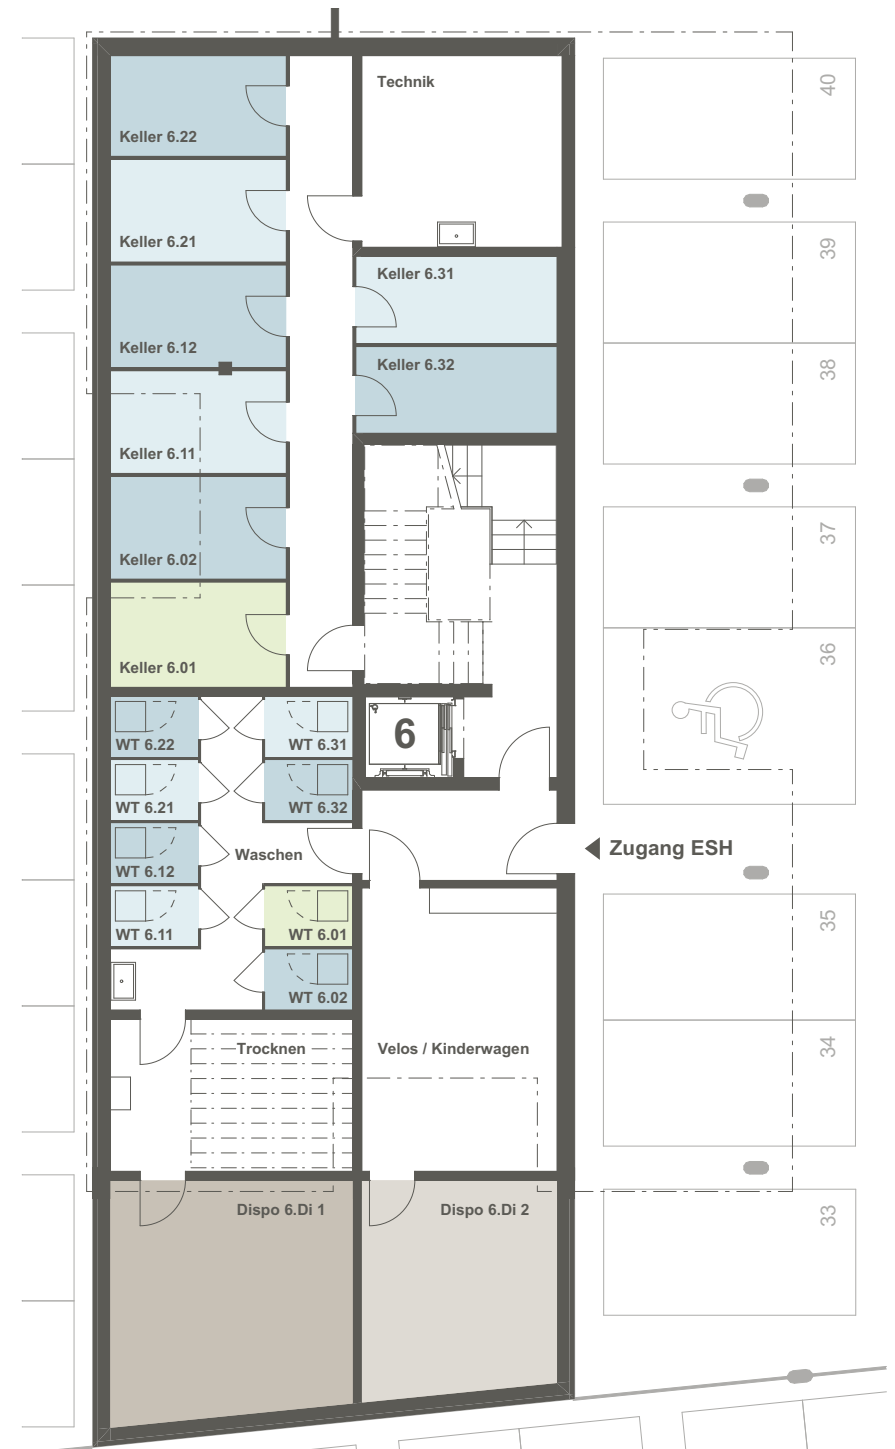 Technik
40
Keller 6.22
Keller 6.21
39
Keller 6.31
Keller 6.12
Keller 6.32
38
Keller 6.11
37
Keller 6.02
Keller 6.01
36
WT 6.22
WT 6.31
6
WT 6.21
WT 6.32
Waschen
Zugang ESH
WT 6.12
WT 6.11
WT 6.01
35
WT 6.02
Trocknen
Velos / Kinderwagen
34
Dispo 6.Di 1
Dispo 6.Di 2
33